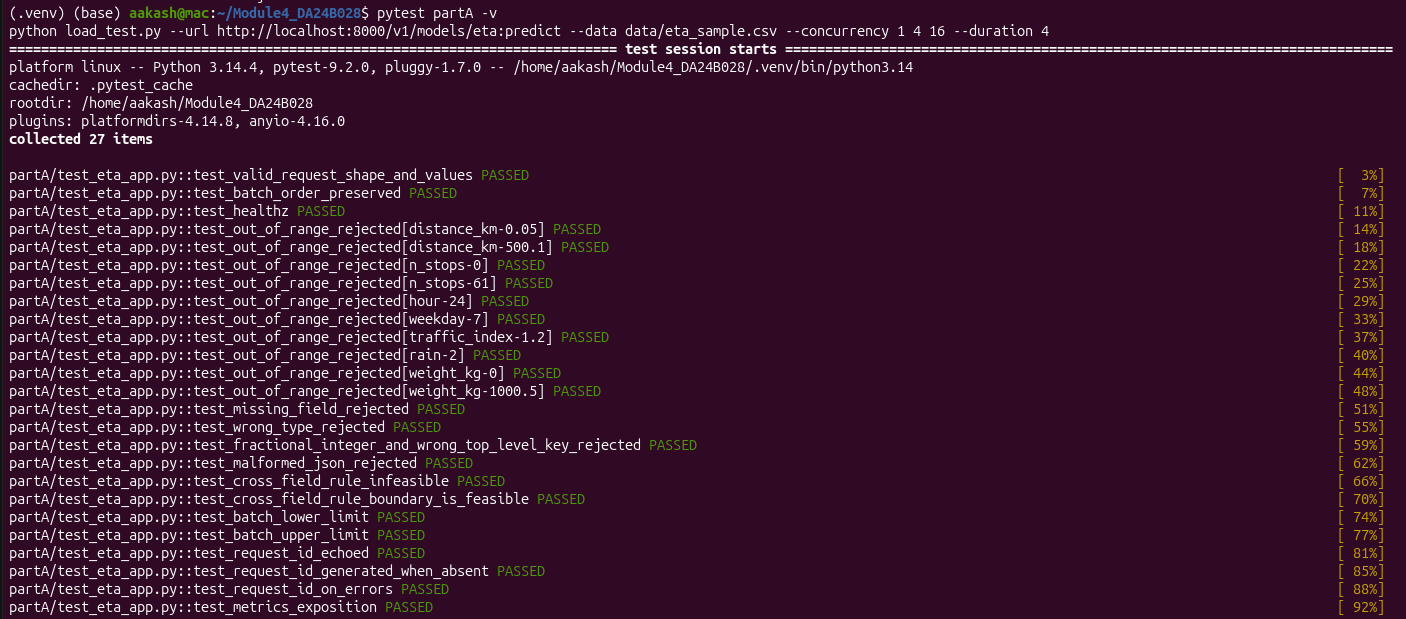 (.venv) (base) aakash@mac:~/Module4_DA24B028$ pytest partA -v
python load_test.py --url http://localhost:8000/v1/models/eta:predict --data data/eta_sample.csv --concurrency 1 4 16 --duration 4
============================================================================ test session starts ============================================================================
platform linux -- Python 3.14.4, pytest-9.2.0, pluggy-1.7.0 -- /home/aakash/Module4_DA24B028/.venv/bin/python3.14
cachedir: .pytest_cache
rootdir: /home/aakash/Module4_DA24B028
plugins: platformdirs-4.14.8, anyio-4.16.0
collected 27 items
partA/test_eta_app.py::test_valid_request_shape_and_values PASSED [  3%]
partA/test_eta_app.py::test_batch_order_preserved PASSED [  7%]
partA/test_eta_app.py::test_healthz PASSED [ 11%]
partA/test_eta_app.py::test_out_of_range_rejected[distance_km-0.05] PASSED [ 14%]
partA/test_eta_app.py::test_out_of_range_rejected[distance_km-500.1] PASSED [ 18%]
partA/test_eta_app.py::test_out_of_range_rejected[n_stops-0] PASSED [ 22%]
partA/test_eta_app.py::test_out_of_range_rejected[n_stops-61] PASSED [ 25%]
partA/test_eta_app.py::test_out_of_range_rejected[hour-24] PASSED [ 29%]
partA/test_eta_app.py::test_out_of_range_rejected[weekday-7] PASSED [ 33%]
partA/test_eta_app.py::test_out_of_range_rejected[traffic_index-1.2] PASSED [ 37%]
partA/test_eta_app.py::test_out_of_range_rejected[rain-2] PASSED [ 40%]
partA/test_eta_app.py::test_out_of_range_rejected[weight_kg-0] PASSED [ 44%]
partA/test_eta_app.py::test_out_of_range_rejected[weight_kg-1000.5] PASSED [ 48%]
partA/test_eta_app.py::test_missing_field_rejected PASSED [ 51%]
partA/test_eta_app.py::test_wrong_type_rejected PASSED [ 55%]
partA/test_eta_app.py::test_fractional_integer_and_wrong_top_level_key_rejected PASSED [ 59%]
partA/test_eta_app.py::test_malformed_json_rejected PASSED [ 62%]
partA/test_eta_app.py::test_cross_field_rule_infeasible PASSED [ 66%]
partA/test_eta_app.py::test_cross_field_rule_boundary_is_feasible PASSED [ 70%]
partA/test_eta_app.py::test_batch_lower_limit PASSED [ 74%]
partA/test_eta_app.py::test_batch_upper_limit PASSED [ 77%]
partA/test_eta_app.py::test_request_id_echoed PASSED [ 81%]
partA/test_eta_app.py::test_request_id_generated_when_absent PASSED [ 85%]
partA/test_eta_app.py::test_request_id_on_errors PASSED [ 88%]
partA/test_eta_app.py::test_metrics_exposition PASSED [ 92%]